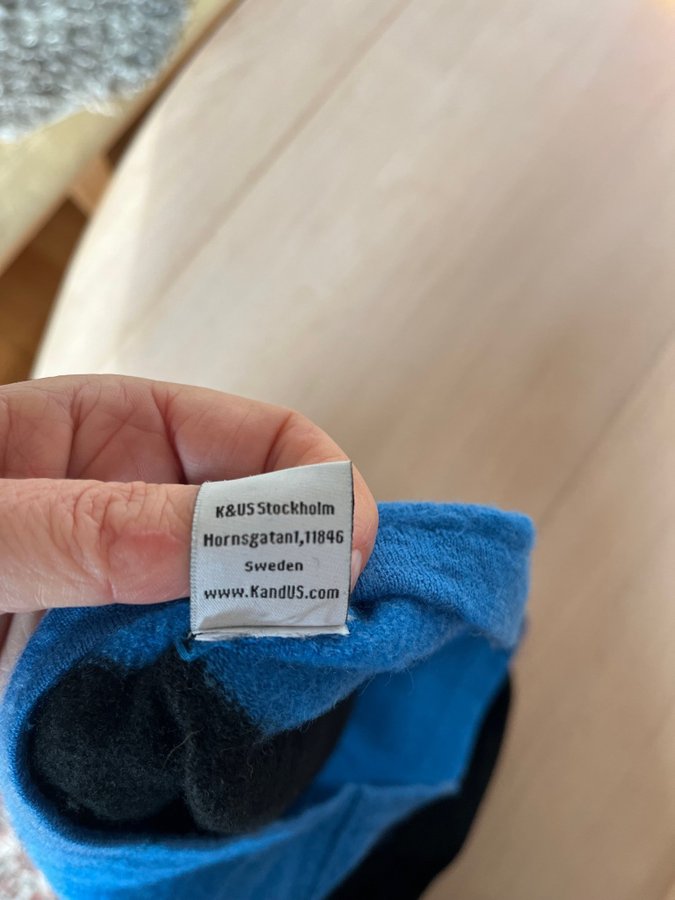 K&US Stockholm
Hornsgatan1,11846
Sweden
www.KandUS.com